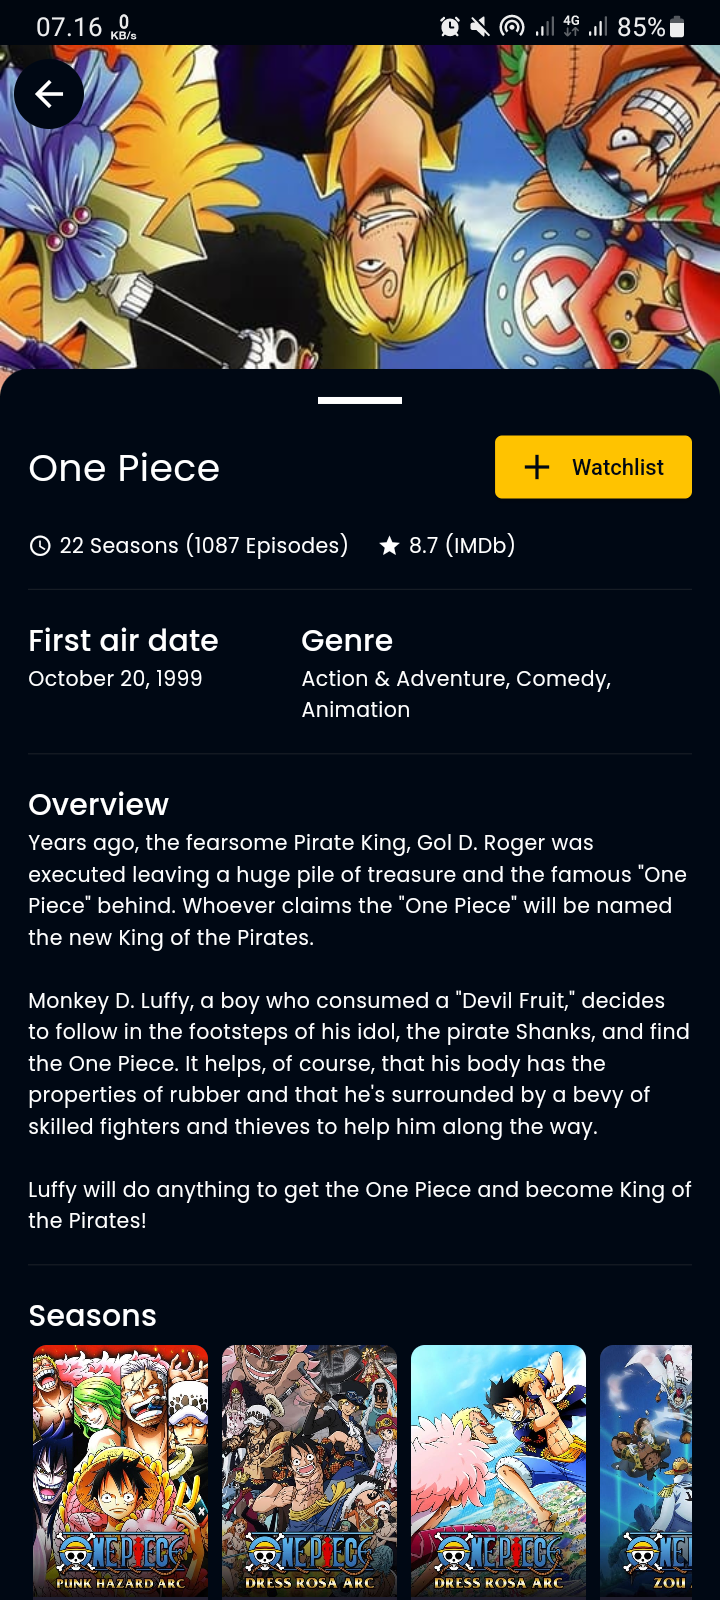 07.16 0 KB/s 4G 85%
One Piece
Watchlist
22 Seasons (1087 Episodes) 8.7 (IMDb)
First air date Genre
October 20, 1999 Action & Adventure, Comedy,
Animation
Overview
Years ago, the fearsome Pirate King, Gol D. Roger was
executed leaving a huge pile of treasure and the famous "One
Piece" behind. Whoever claims the "One Piece" will be named
the new King of the Pirates.
Monkey D. Luffy, a boy who consumed a "Devil Fruit," decides
to follow in the footsteps of his idol, the pirate Shanks, and find
the One Piece. It helps, of course, that his body has the
properties of rubber and that he's surrounded by a bevy of
skilled fighters and thieves to help him along the way.
Luffy will do anything to get the One Piece and become King of
the Pirates!
Seasons
ONE PIECE ONE PIECE ONE PIECE ONE
PUNK HAZARD ARC DRESS ROSA ARC DRESS ROSA ARC ZOU